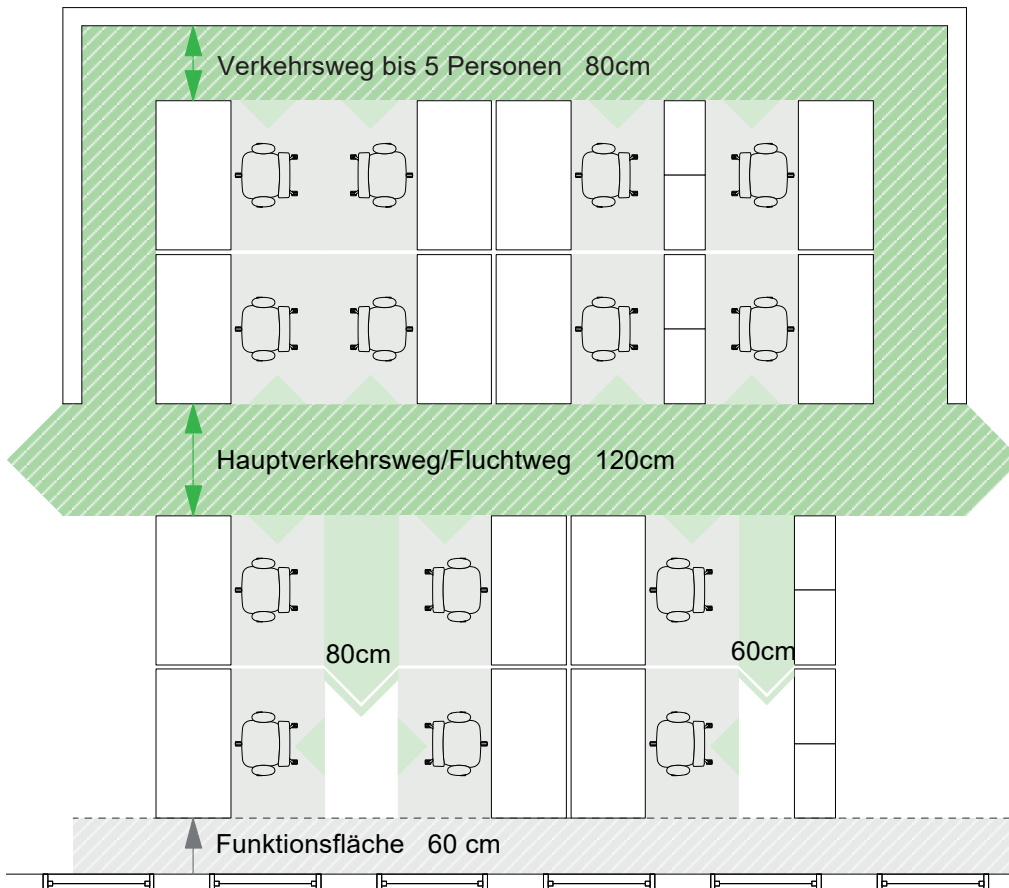 Verkehrsweg bis 5 Personen 80cm
Hauptverkehrsweg/Fluchtweg 120cm
80cm
60cm
Funktionsfläche 60 cm